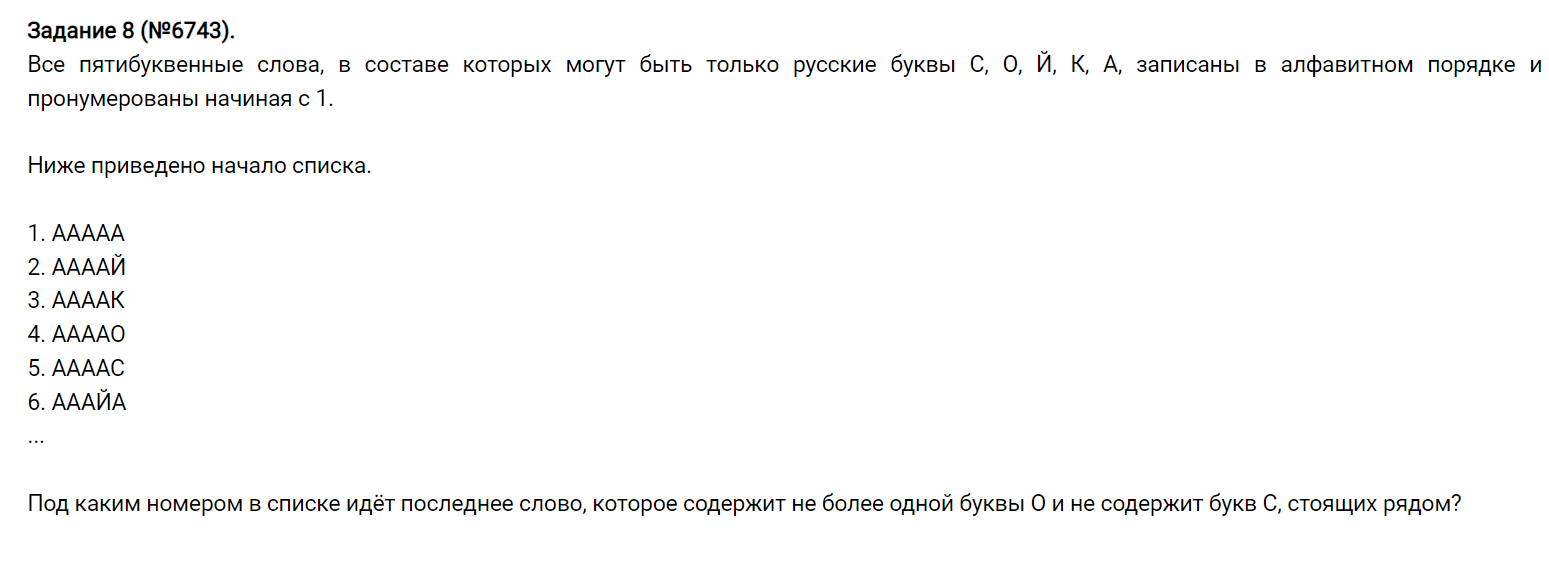 Задание 8 (№6743).
Все пятибуквенные слова, в составе которых могут быть только русские буквы С, О, Й, К, А, записаны в алфавитном порядке и
пронумерованы начиная с 1.
Ниже приведено начало списка.
1. ААААА
2. ААААЙ
3. ААААК
4. ААААО
5. ААААС
6. АААЙА
...
Под каким номером в списке идёт последнее слово, которое содержит не более одной буквы О и не содержит букв С, стоящих рядом?